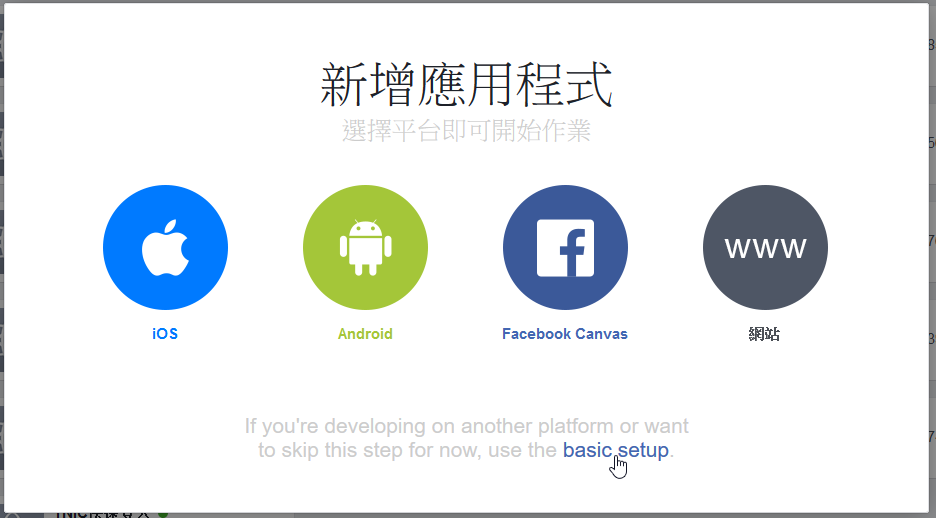 新增應用程式
選擇平台即可開始作業
www
iOS
Android
Facebook Canvas
網站
If you're developing on another platform or want
to skip this step for now, use the basic setup.